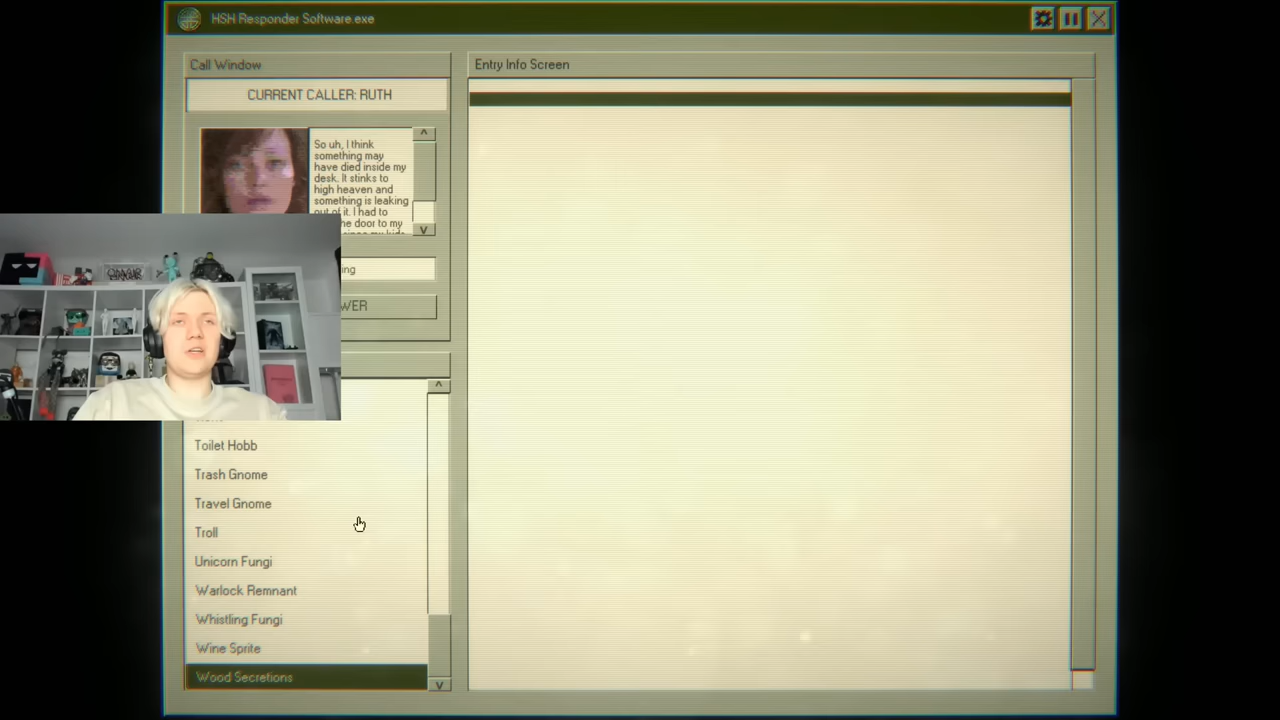 HSH Responder Software.exe
Call Window
CURRENT CALLER: RUTH
So uh, I think
something may
have died inside my
desk. It stinks to
high heaven and
something is leaking
out of it. I had to
he door to my
Entry Info Screen
Toilet Hobb
Trash Gnome
Travel Gnome
Troll
Unicorn Fungi
Warlock Remnant
Whistling Fungi
Wine Sprite
Wood Secretions